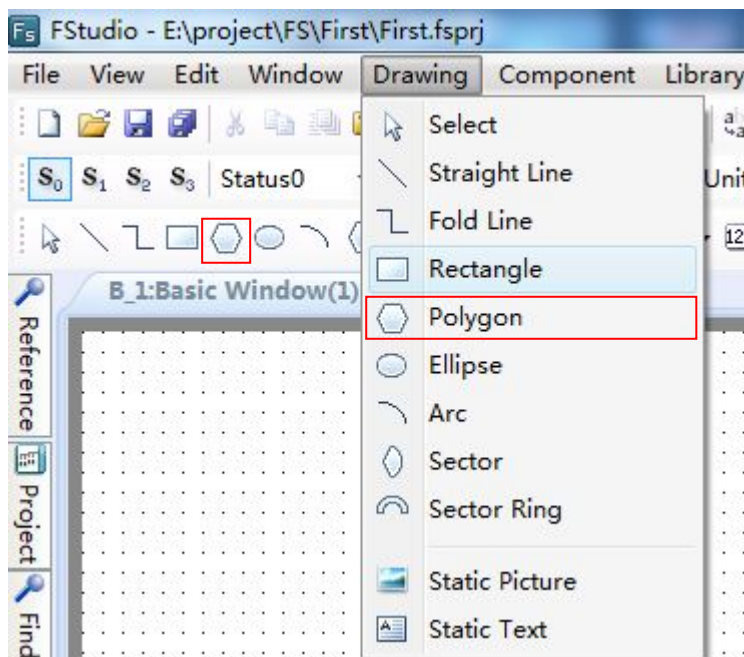 Fs FStudio - E:\project\FS\First\First.fsprj
File View Edit Window Drawing Component Library
S0 S1 S2 S3 Status0
B_1:Basic Window(1)
Select
Straight Line
Fold Line
Rectangle
Polygon
Ellipse
Arc
Sector
Sector Ring
Static Picture
Static Text
Reference
Project
Find